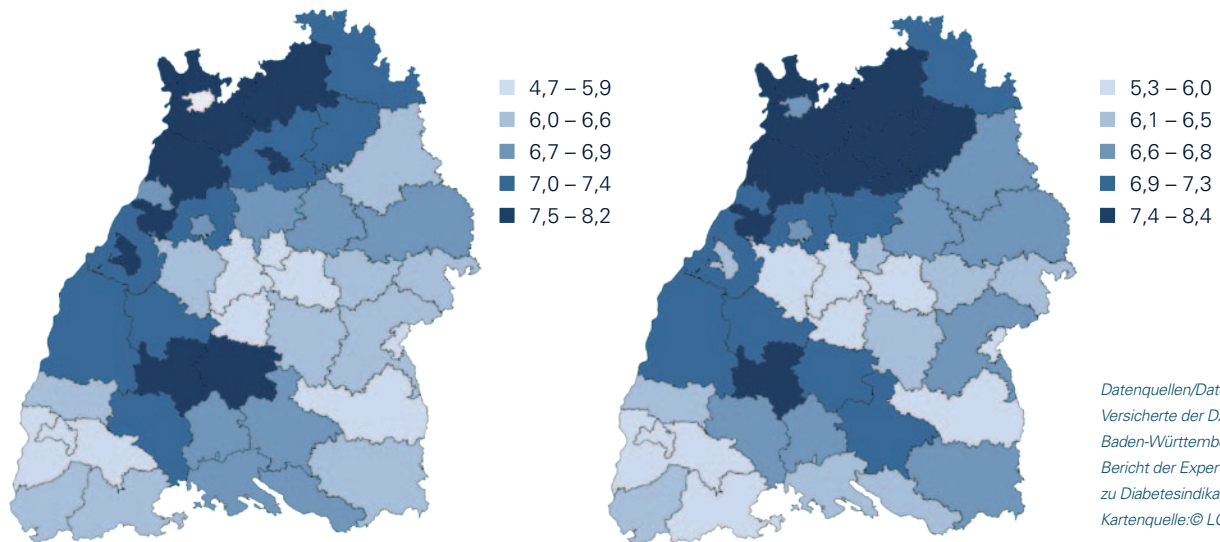 4,7 – 5,9
6,0 – 6,6
6,7 – 6,9
7,0 – 7,4
7,5 – 8,2
5,3 – 6,0
6,1 – 6,5
6,6 – 6,8
6,9 – 7,3
7,4 – 8,4
Datenquellen/Dat
Versicherte der D
Baden-Württembe
Bericht der Exper
zu Diabetesindika
Kartenquelle:© L